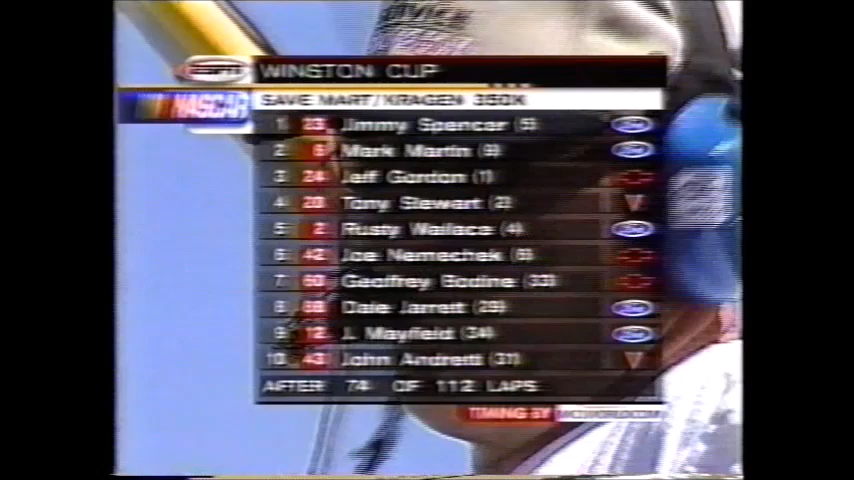 ESPN
WINSTON CUP
NASCAR
SAVE MART/KRAGEN 350K
1 23 Jimmy Spencer (5)
2 6 Mark Martin
3 24 Jeff Gordon (1)
4 20 Tony Stewart (2)
5 2 Rusty Wallace (4)
6 42 Joe Nemechek
7 60 Geoffrey Bodine (33)
8 88 Dale Jarrett (29)
9 12 J. Mayfield (34)
10 43 John Andretti (31)
AFTER 74 OF 112 LAPS
TIMING BY